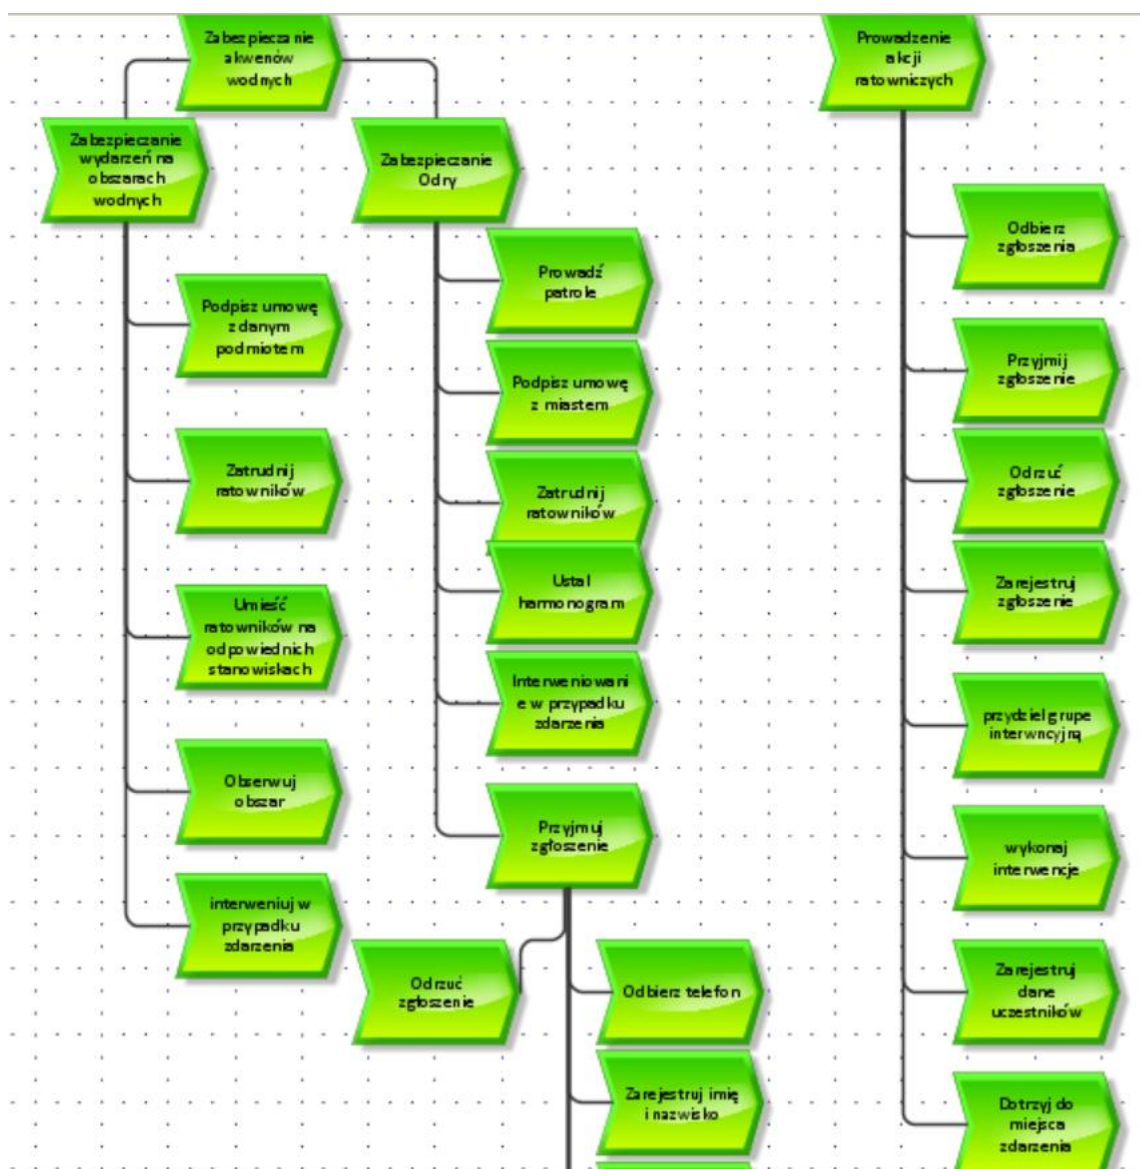 Zabezpieczanie
akwenów
wodnych
Prowadzenie
akcji
ratowniczych
Zabezpieczanie
wydarzeń na
obszarach
wodnych
Zabezpieczanie
Odry
Podpisz umowę
z danym
podmiotem
Zatrudnij
ratowników
Umieść
ratowników na
odpowiednich
stanowiskach
Obserwuj
obszar
interweniuj w
przypadku
zdarzenia
Prowadź
patrole
Podpisz umowę
z miastem
Zatrudnij
ratowników
Ustal
harmonogram
Interweniowani
e w przypadku
zdarzenia
Przyjmuj
zgłoszenie
Odrzuć
zgłoszenie
Odbierz telefon
Zarejestruj imię
i nazwisko
Odbierz
zgłoszenia
Przyjmij
zgłoszenie
Odrzuć
zgłoszenie
Zarejestruj
zgłoszenie
przydziel grupe
interwncyjną
wykonaj
interwencje
Zarejestruj
dane
uczestników
Dotrzyj do
miejsca
zdarzenia